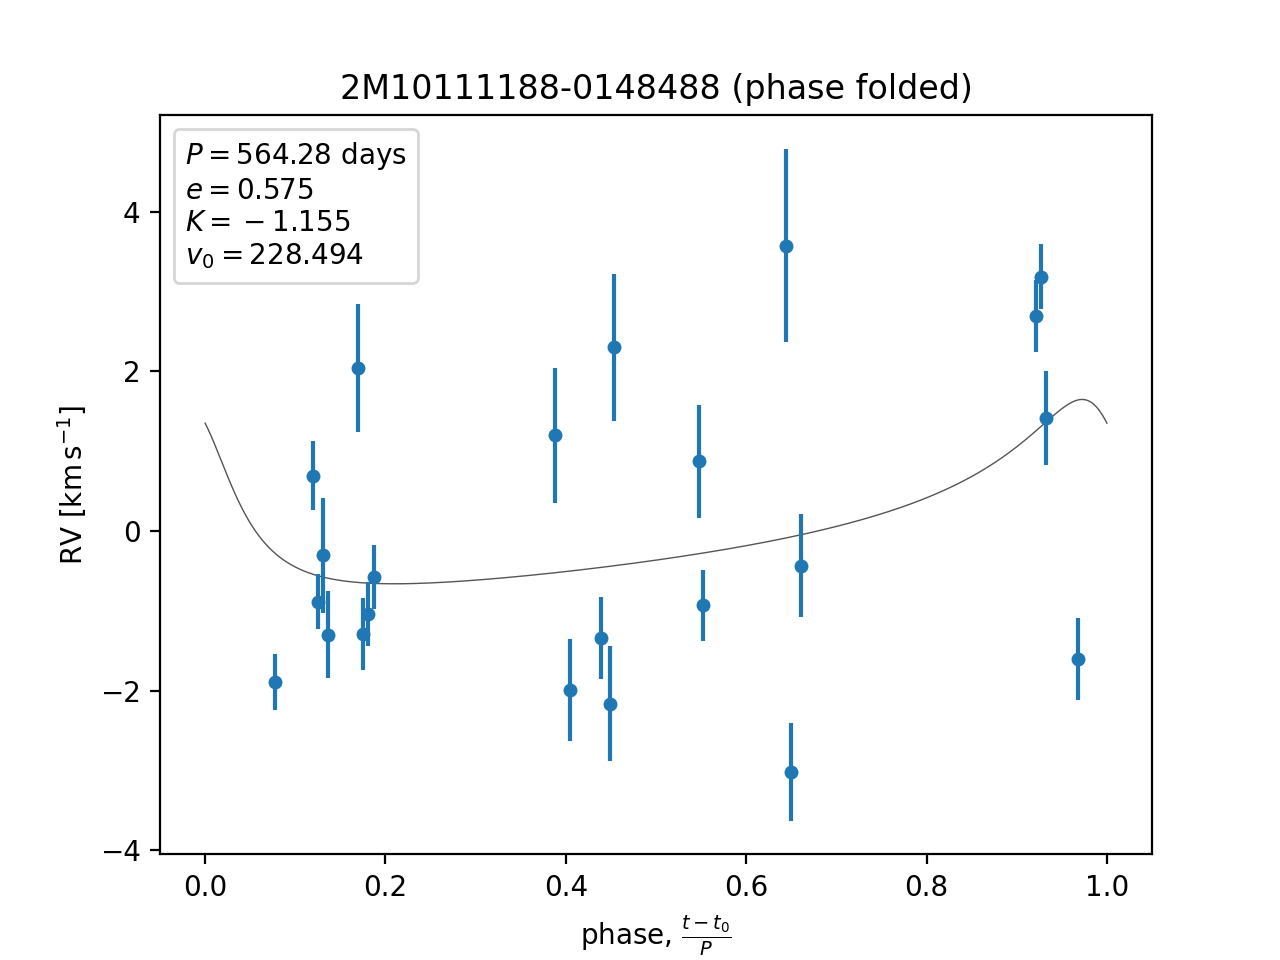 2M10111188-0148488 (phase folded)
P = 564.28 days
e = 0.575
K = −1.155
v₀ = 228.494
4
2
0
−2
−4
RV [km s⁻¹]
0.0 0.2 0.4 0.6 0.8 1.0
phase, (t − t₀)/P